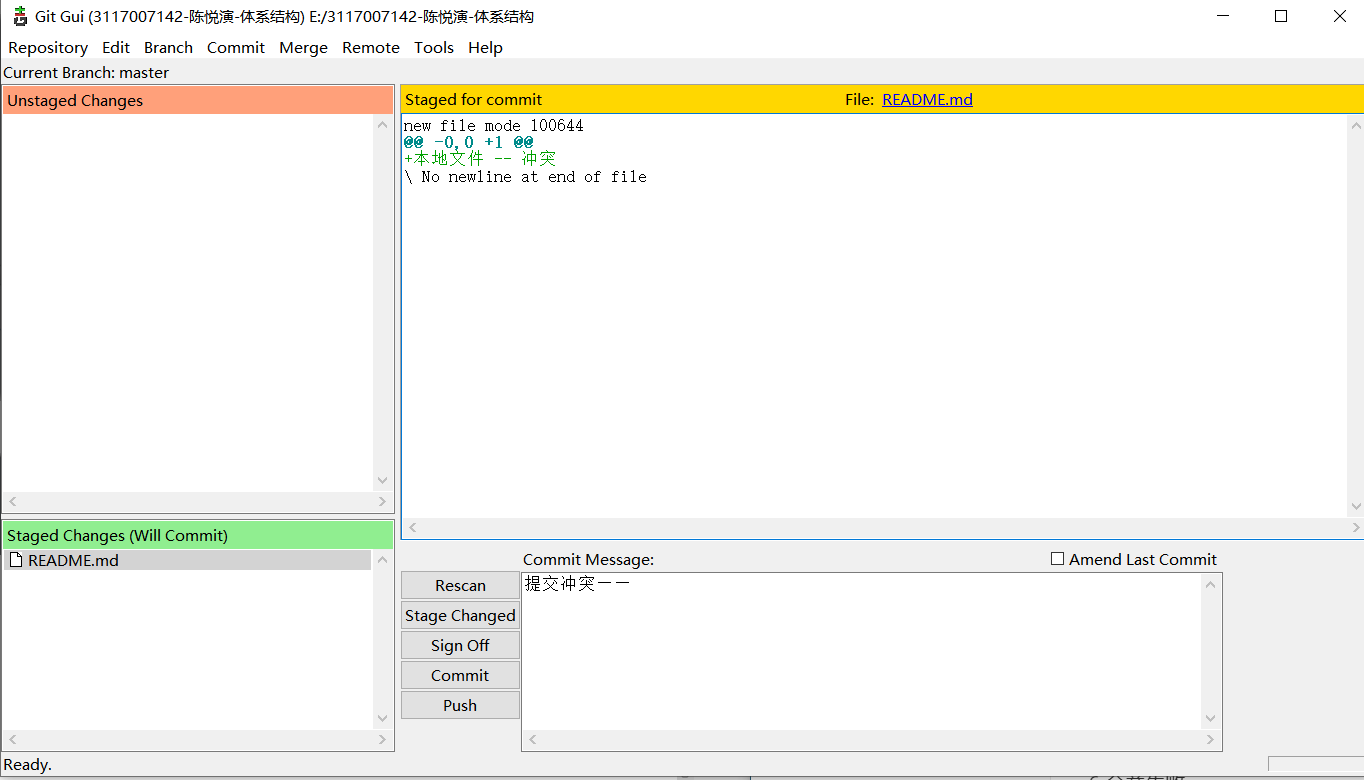 Git Gui (3117007142-陈悦演-体系结构) E:/3117007142-陈悦演-体系结构
Repository Edit Branch Commit Merge Remote Tools Help
Current Branch: master
Unstaged Changes
Staged for commit File: README.md
new file mode 100644
@@ -0,0 +1 @@
+本地文件 -- 冲突
\ No newline at end of file
Staged Changes (Will Commit)
README.md
Commit Message: Amend Last Commit
提交冲突——
Rescan
Stage Changed
Sign Off
Commit
Push
Ready.